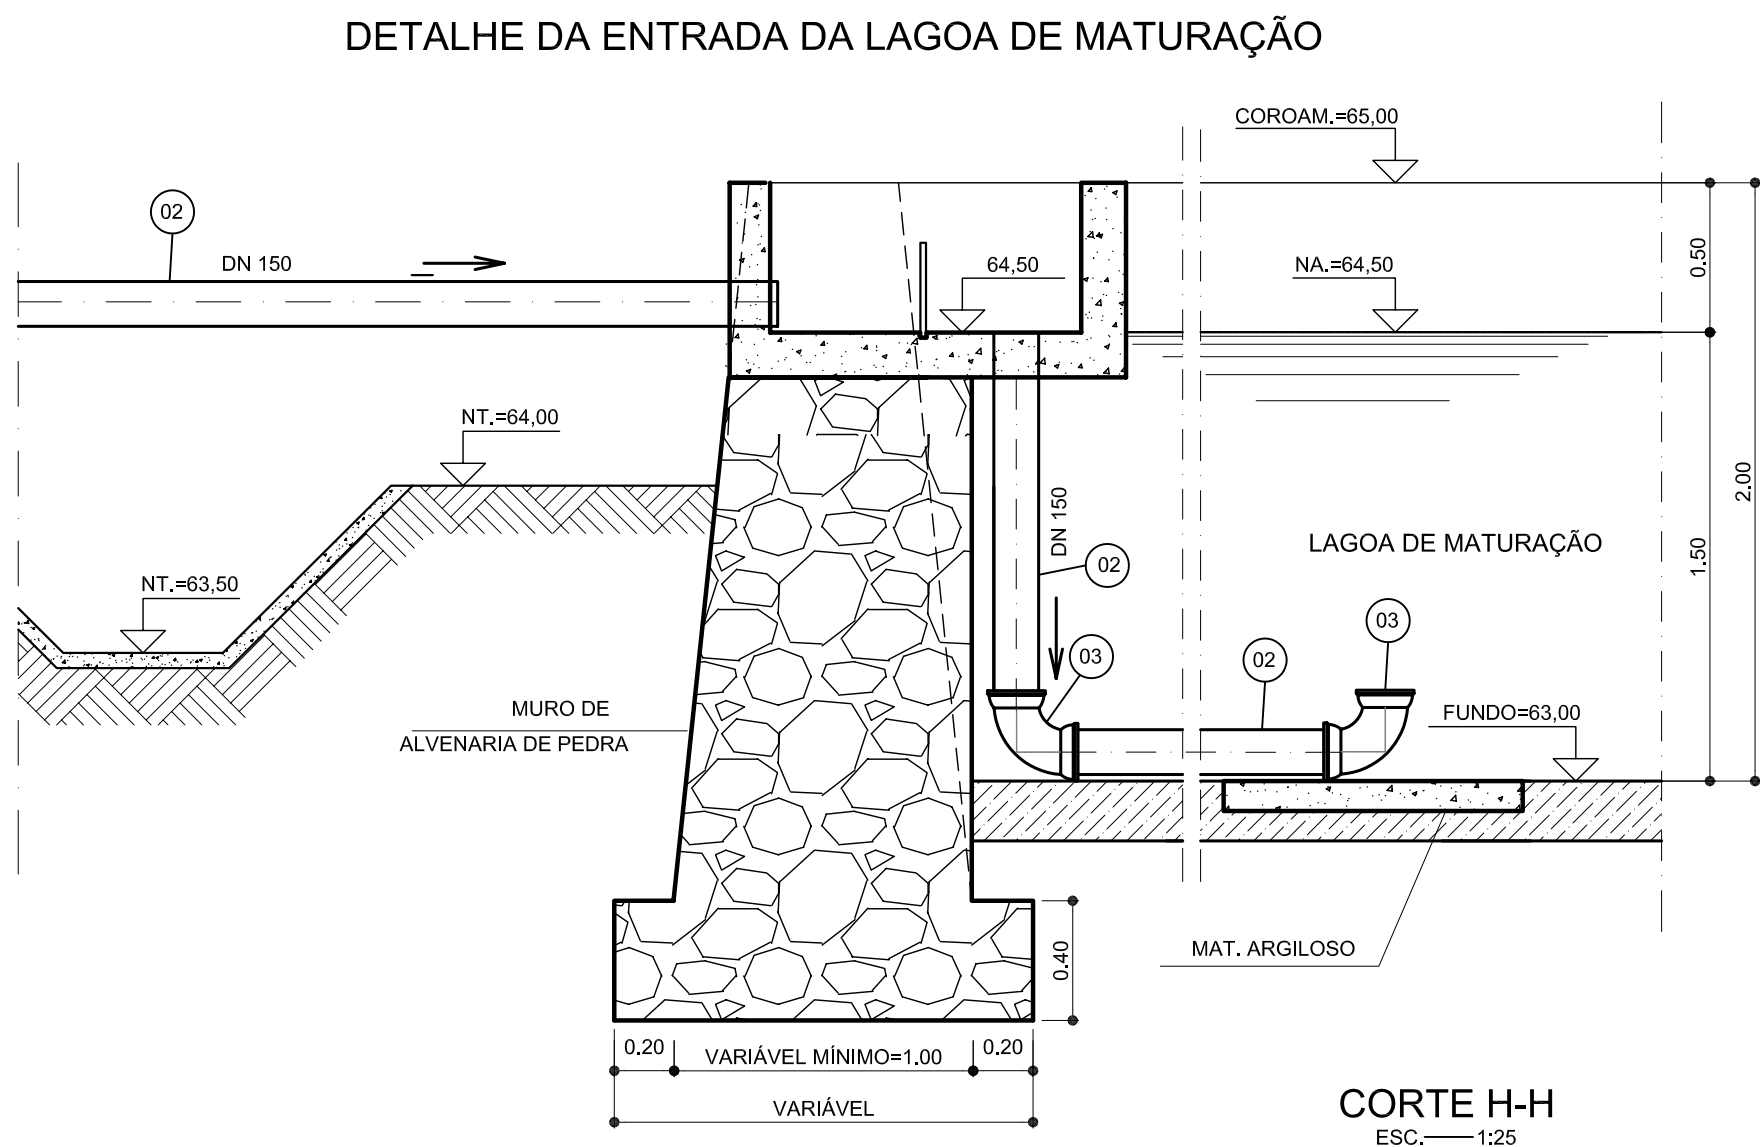 DETALHE DA ENTRADA DA LAGOA DE MATURAÇÃO
COROAM.=65,00
02
DN 150
64,50
NA.=64,50
0.50
NT.=64,00
2.00
DN 150
LAGOA DE MATURAÇÃO
1.50
NT.=63,50
02
03
03
02
MURO DE
ALVENARIA DE PEDRA
FUNDO=63,00
MAT. ARGILOSO
0.40
0.20
VARIÁVEL MÍNIMO=1.00
0.20
VARIÁVEL
CORTE H-H
ESC. 1:25